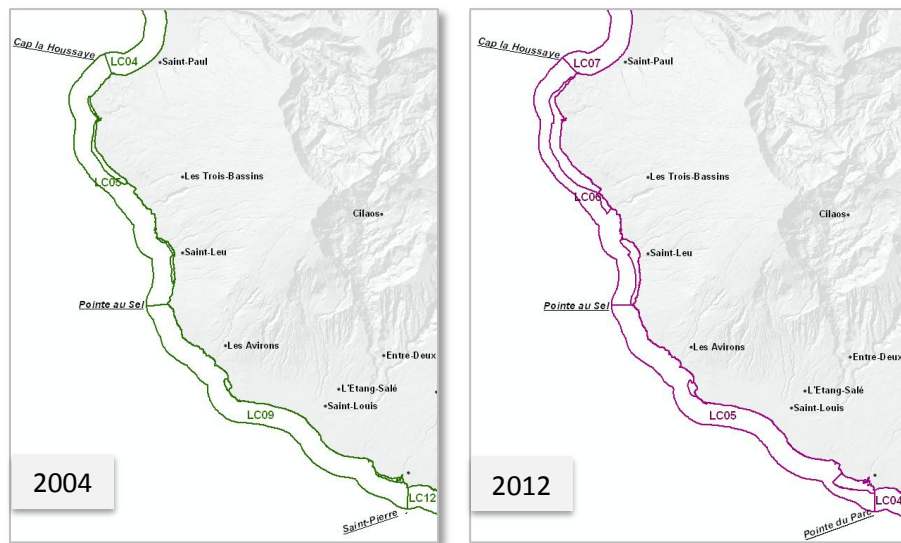 Cap la Houssaye
LC04
Saint-Paul
LC05
Les Trois-Bassins
Cilaos
Saint-Leu
Pointe au Sel
Les Avirons
Entre-Deux
L'Etang-Salé
Saint-Louis
LC09
2004
LC12
Saint-Pierre
Cap la Houssaye
LC07
Saint-Paul
Les Trois-Bassins
LC06
Cilaos
Saint-Leu
Pointe au Sel
Les Avirons
Entre-Deux
L'Etang-Salé
Saint-Louis
LC05
2012
LC04
Pointe du Parc